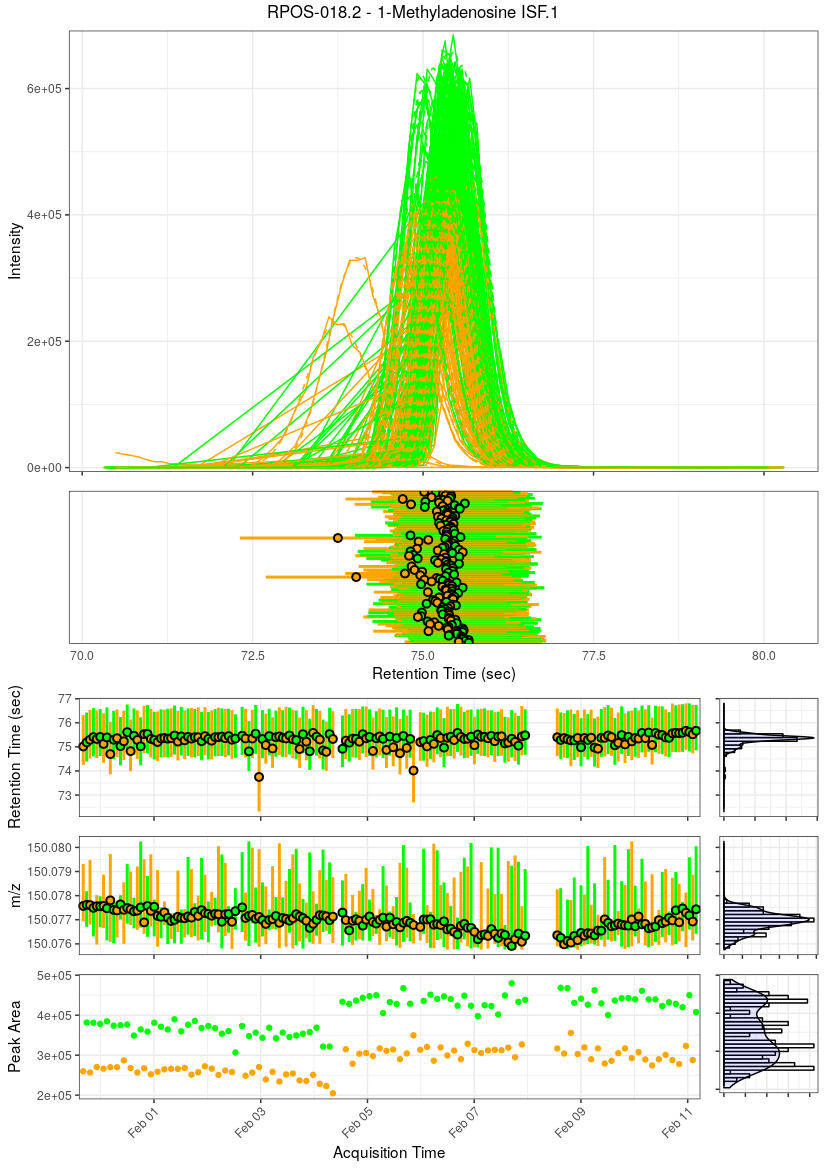 RPOS-018.2 - 1-Methyladenosine ISF.1
6e+05
4e+05
2e+05
0e+00
Intensity
70.0 72.5 75.0 77.5 80.0
Retention Time (sec)
77
76
75
74
73
Retention Time (sec)
150.080
150.079
150.078
150.077
150.076
m/z
5e+05
4e+05
3e+05
2e+05
Peak Area
Feb 01 Feb 03 Feb 05 Feb 07 Feb 09 Feb 11
Acquisition Time